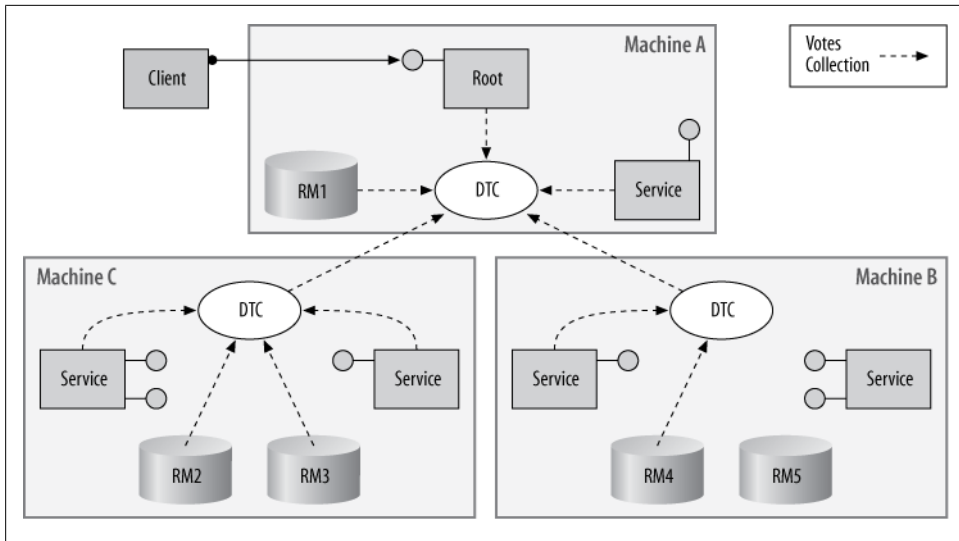 Machine A
Votes
Collection
Client
Root
RM1
DTC
Service
Machine C
Machine B
DTC
DTC
Service
Service
Service
Service
RM2
RM3
RM4
RM5